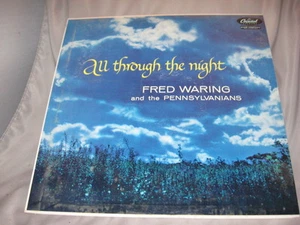 Capitol
All through the night
FRED WARING
and the PENNSYLVANIANS